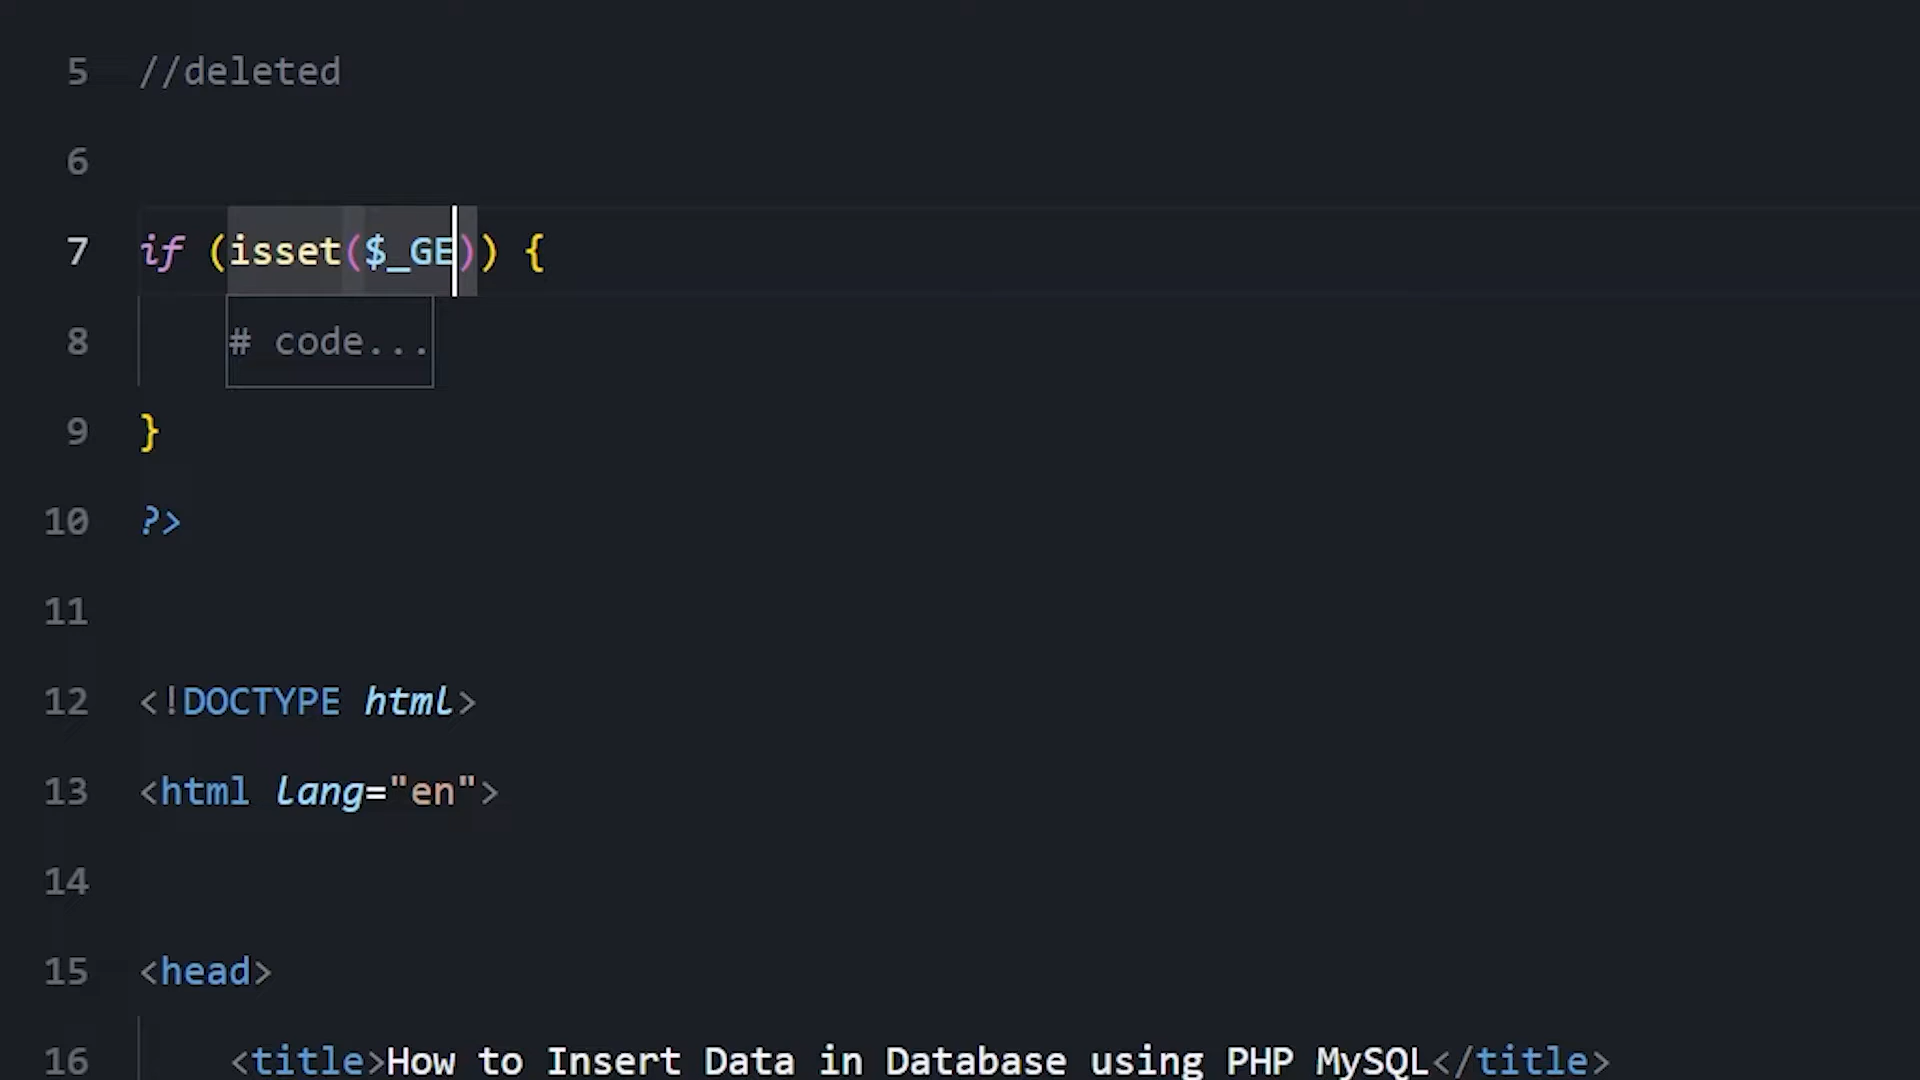 5 //deleted
6
7 if (isset($_GE)) {
8 # code...
9 }
10 ?>
11
12 <!DOCTYPE html>
13 <html lang="en">
14
15 <head>
16 <title>How to Insert Data in Database using PHP MySQL</title>